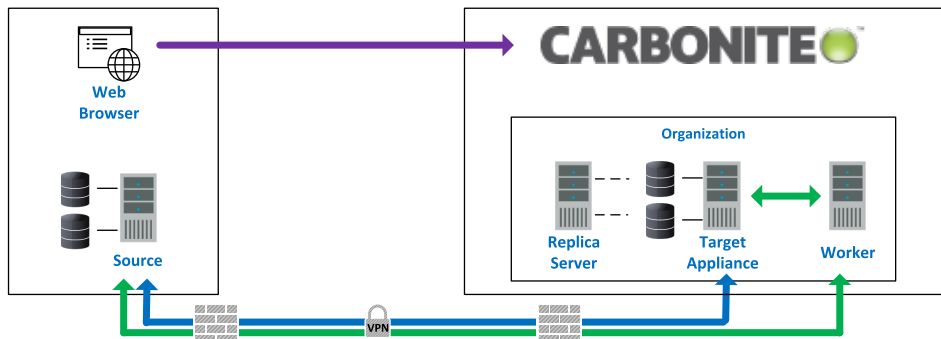 CARBONITE
Web
Browser
Organization
Source
Replica
Server
Target
Appliance
Worker
VPN